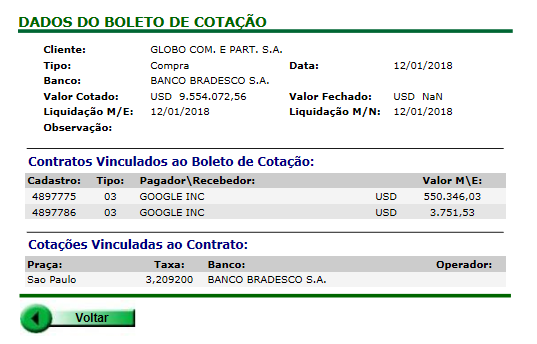 DADOS DO BOLETO DE COTAÇÃO
Cliente: GLOBO COM. E PART. S.A.
Tipo: Compra Data: 12/01/2018
Banco: BANCO BRADESCO S.A.
Valor Cotado: USD 9.554.072,56 Valor Fechado: USD NaN
Liquidação M/E: 12/01/2018 Liquidação M/N: 12/01/2018
Observação:
Contratos Vinculados ao Boleto de Cotação:
Cadastro: Tipo: Pagador\Recebedor: Valor M\E:
4897775 03 GOOGLE INC USD 550.346,03
4897786 03 GOOGLE INC USD 3.751,53
Cotações Vinculadas ao Contrato:
Praça: Taxa: Banco: Operador:
Sao Paulo 3,209200 BANCO BRADESCO S.A.
Voltar